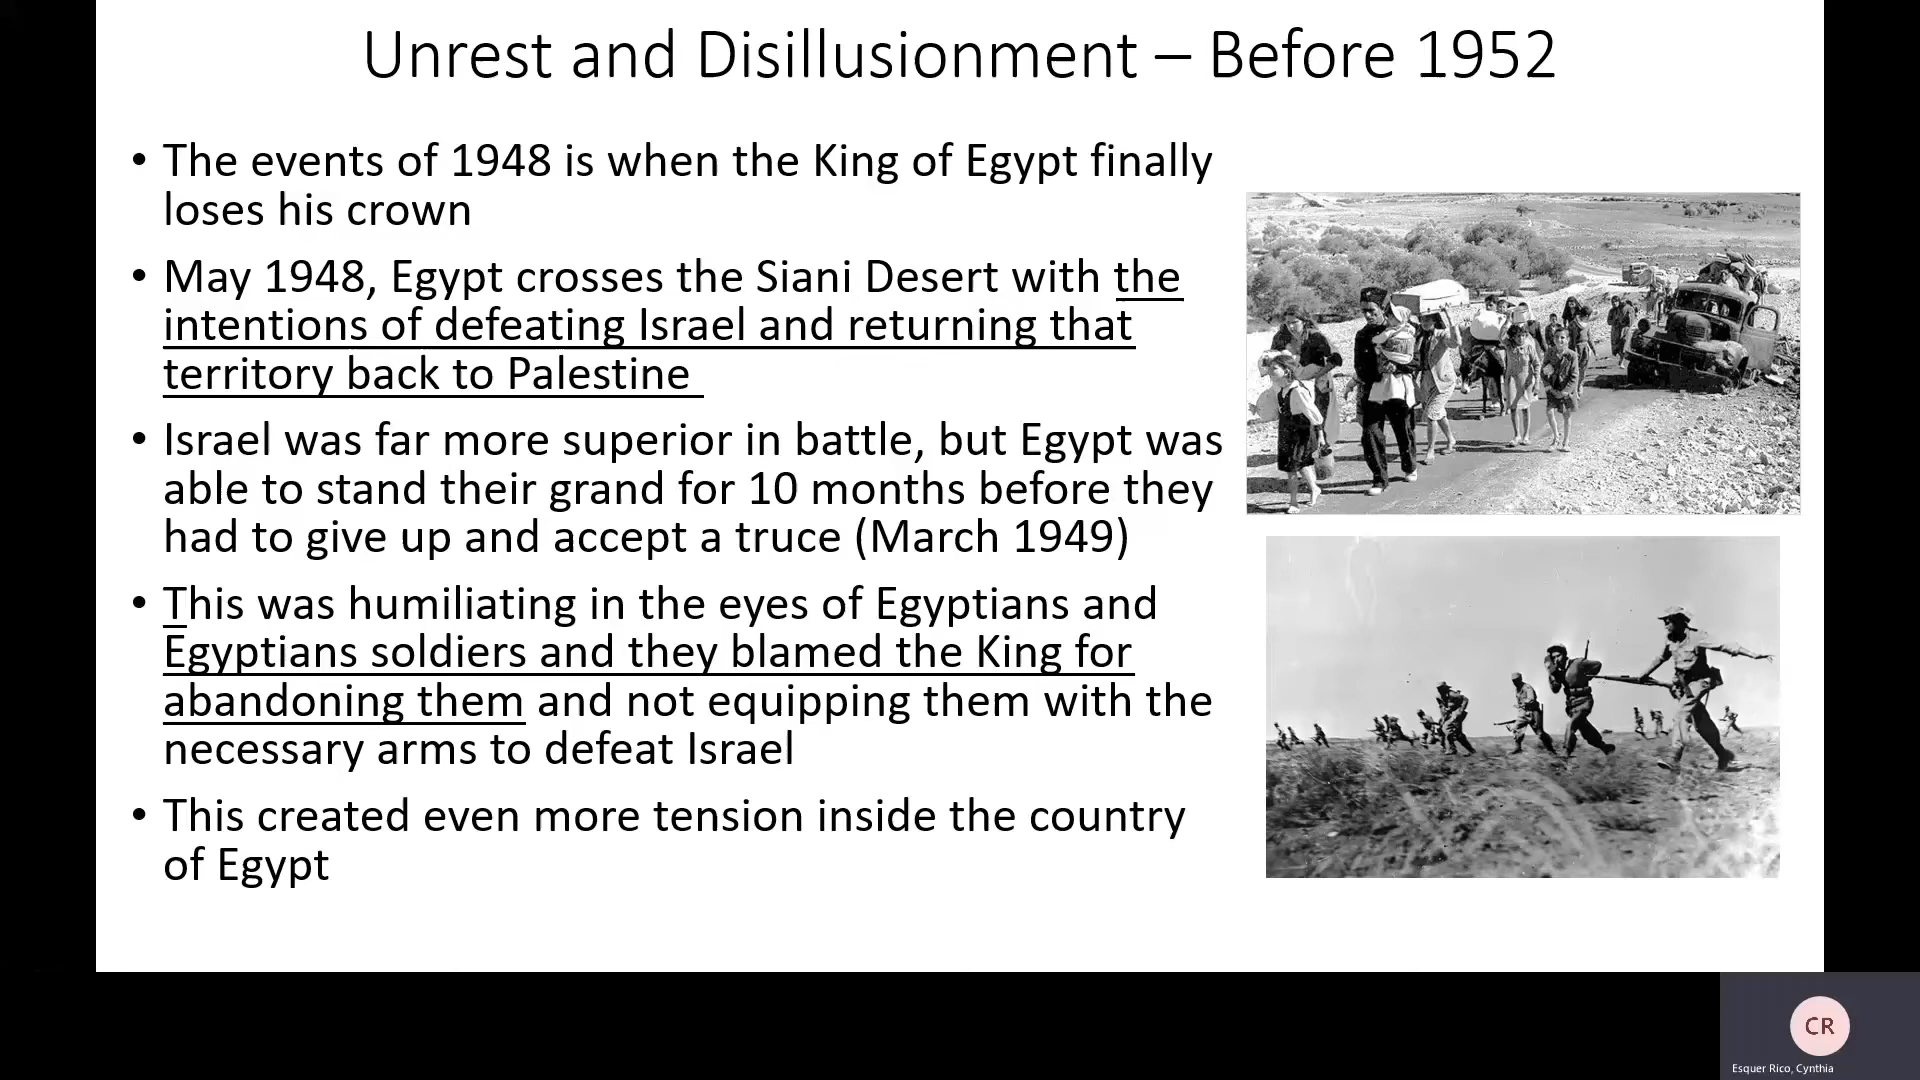 Unrest and Disillusionment – Before 1952
• The events of 1948 is when the King of Egypt finally
loses his crown
• May 1948, Egypt crosses the Siani Desert with the
intentions of defeating Israel and returning that
territory back to Palestine
• Israel was far more superior in battle, but Egypt was
able to stand their grand for 10 months before they
had to give up and accept a truce (March 1949)
• This was humiliating in the eyes of Egyptians and
Egyptians soldiers and they blamed the King for
abandoning them and not equipping them with the
necessary arms to defeat Israel
• This created even more tension inside the country
of Egypt
CR
Esquer Rico, Cynthia